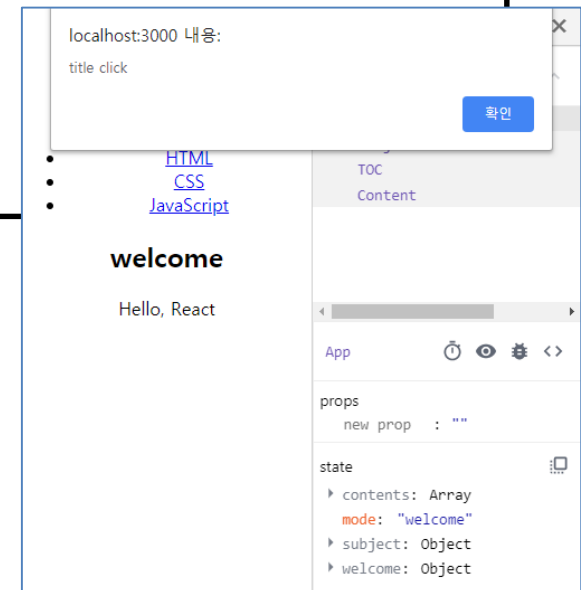 localhost:3000 내용:
title click
확인
HTML
CSS
JavaScript
welcome
Hello, React
TOC
Content
App
props
new prop : ""
state
contents: Array
mode: "welcome"
subject: Object
welcome: Object